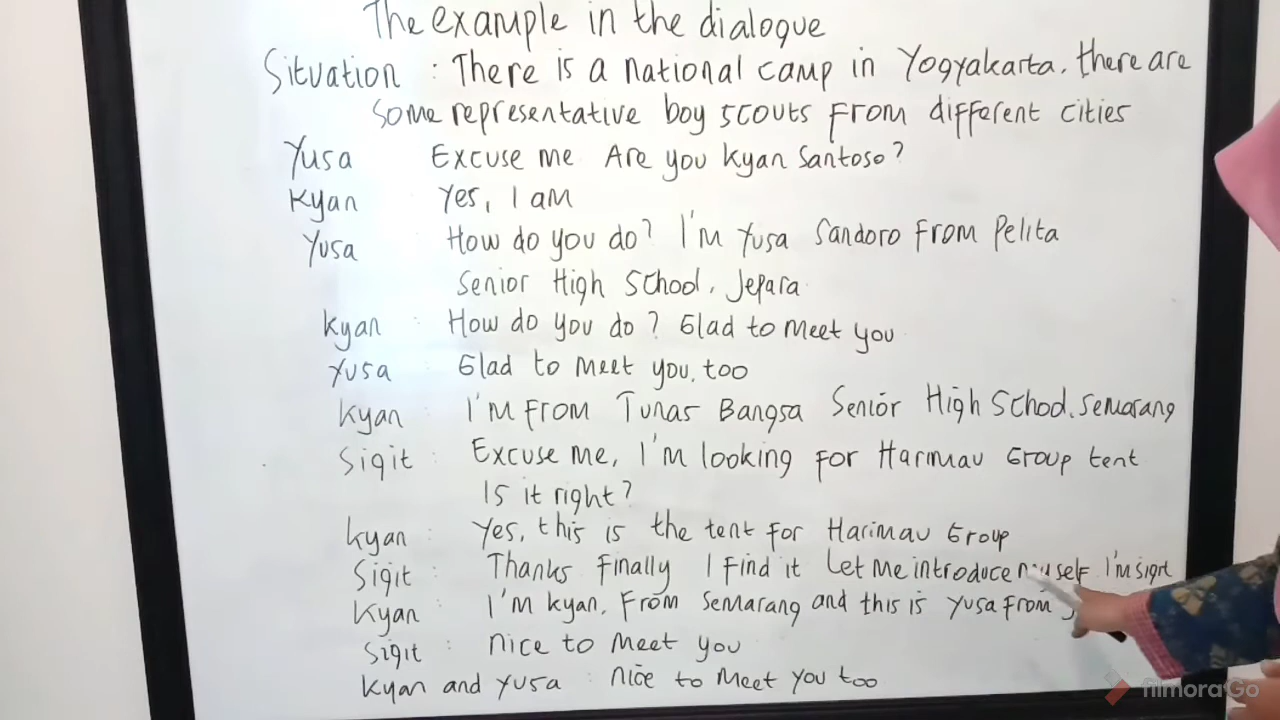 The example in the dialogue
Situation : There is a national camp in Yogyakarta. there are
some representative boy scouts from different cities
Yusa Excuse me Are you Kyan Santoso?
Kyan Yes, I am
Yusa How do you do? I'm Yusa Sandoro from Pelita
Senior High School. Jepara
Kyan : How do you do? Glad to meet you
Yusa : Glad to meet you, too
Kyan : I'm from Tunas Bangsa Senior High School. Semarang
Sigit : Excuse me, I'm looking for Harimau Group tent
Is it right?
Kyan : Yes, this is the tent for Harimau Group
Sigit : Thanks Finally I find it Let me introduce myself I'm Sigit
Kyan : I'm Kyan, from Semarang and this is Yusa from
Sigit : Nice to meet you
Kyan and Yusa : Nice to meet you too
filmoraGo